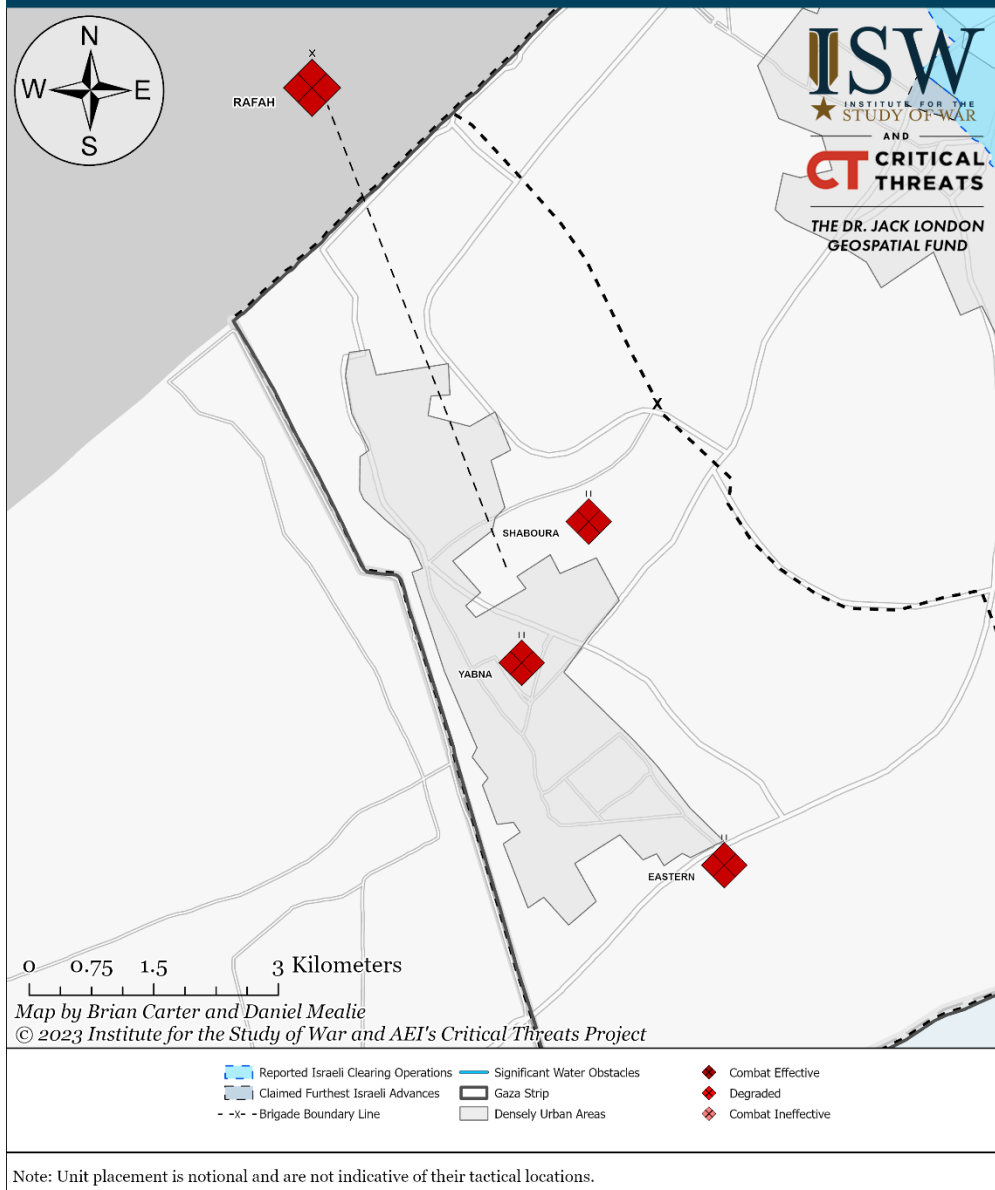 N
W E
S
X
RAFAH
ISW
INSTITUTE FOR THE
STUDY OF WAR
AND
CT CRITICAL
THREATS
THE DR. JACK LONDON
GEOSPATIAL FUND
X
II
SHABOURA
II
YABNA
II
EASTERN
0 0.75 1.5 3 Kilometers
Map by Brian Carter and Daniel Mealie
© 2023 Institute for the Study of War and AEI's Critical Threats Project
Reported Israeli Clearing Operations Significant Water Obstacles Combat Effective
Claimed Furthest Israeli Advances Gaza Strip Degraded
-X- Brigade Boundary Line Densely Urban Areas Combat Ineffective
Note: Unit placement is notional and are not indicative of their tactical locations.